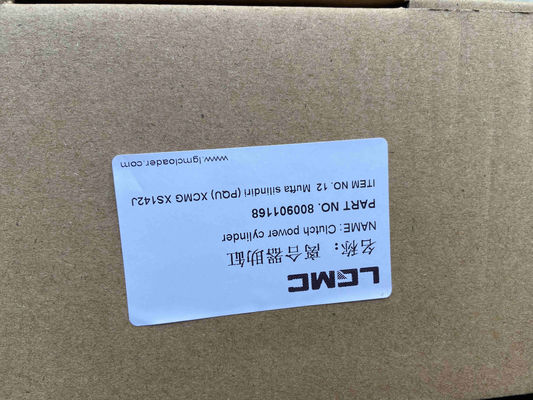 LGMC
名称：离合器助缸
NAME: Clutch power cylinder
PART NO. 800901168
ITEM NO. 12 Mufta silindiri (PQU) XCMG XS142J
www.lgmcloader.com